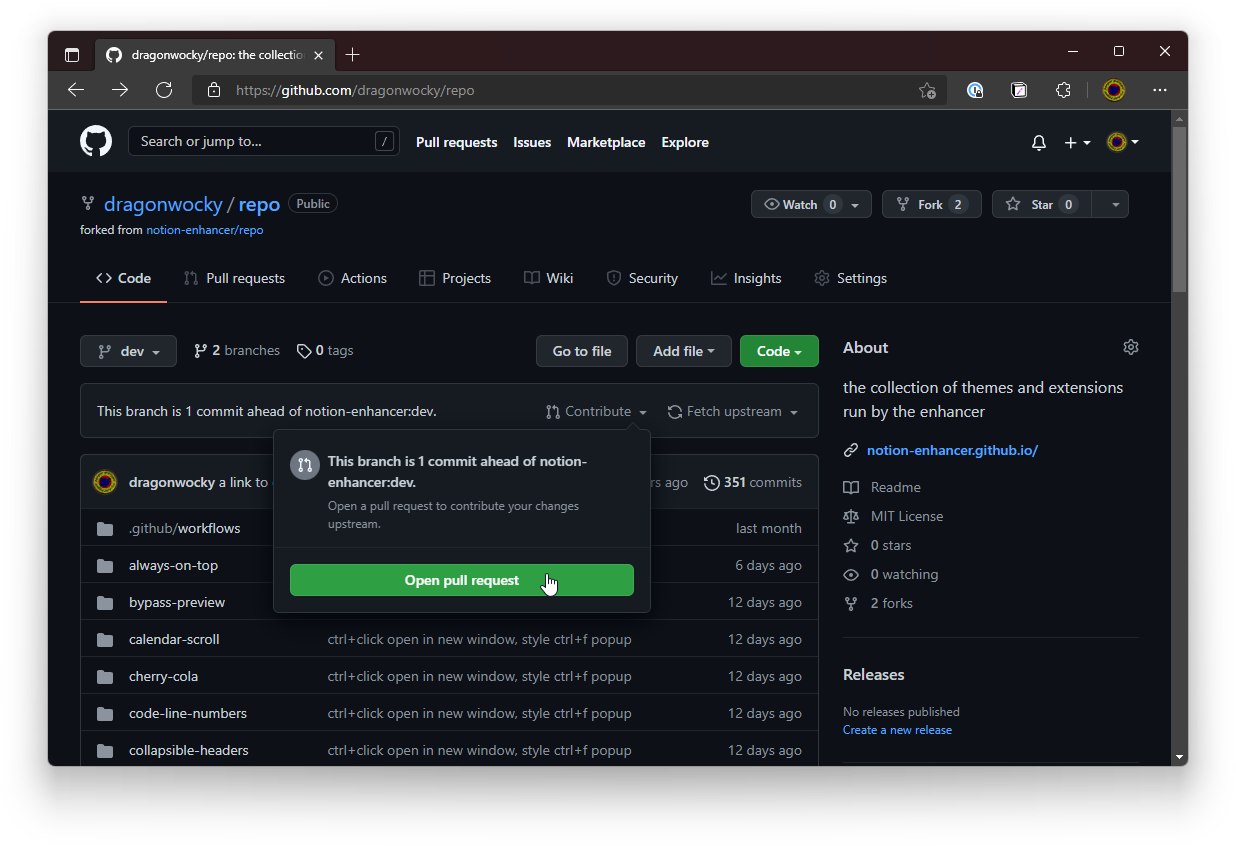 dragonwocky/repo: the collectio
https://github.com/dragonwocky/repo
Search or jump to... / Pull requests Issues Marketplace Explore
dragonwocky / repo Public
Watch 0 Fork 2 Star 0
forked from notion-enhancer/repo
Code Pull requests Actions Projects Wiki Security Insights Settings
dev 2 branches 0 tags Go to file Add file Code
This branch is 1 commit ahead of notion-enhancer:dev. Contribute Fetch upstream
This branch is 1 commit ahead of notion-
enhancer:dev.
Open a pull request to contribute your changes
upstream.
Open pull request
dragonwocky a link to rs ago 351 commits
.github/workflows last month
always-on-top 6 days ago
bypass-preview 12 days ago
calendar-scroll ctrl+click open in new window, style ctrl+f popup 12 days ago
cherry-cola ctrl+click open in new window, style ctrl+f popup 12 days ago
code-line-numbers ctrl+click open in new window, style ctrl+f popup 12 days ago
collapsible-headers ctrl+click open in new window, style ctrl+f popup 12 days ago
About
the collection of themes and extensions
run by the enhancer
notion-enhancer.github.io/
Readme
MIT License
0 stars
0 watching
2 forks
Releases
No releases published
Create a new release